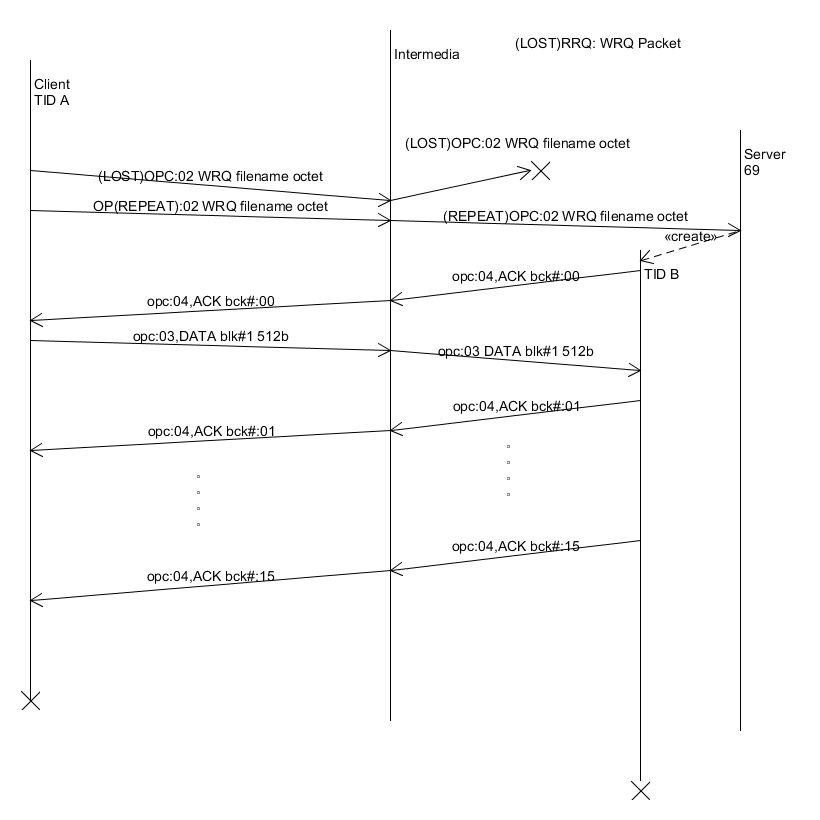 (LOST)RRQ: WRQ Packet
Intermedia
Client
TID A
(LOST)OPC:02 WRQ filename octet
Server
69
(LOST)OPC:02 WRQ filename octet
OP(REPEAT):02 WRQ filename octet
(REPEAT)OPC:02 WRQ filename octet
«create»
TID B
opc:04,ACK bck#:00
opc:04,ACK bck#:00
opc:03,DATA blk#1 512b
opc:03 DATA blk#1 512b
opc:04,ACK bck#:01
opc:04,ACK bck#:01
opc:04,ACK bck#:15
opc:04,ACK bck#:15